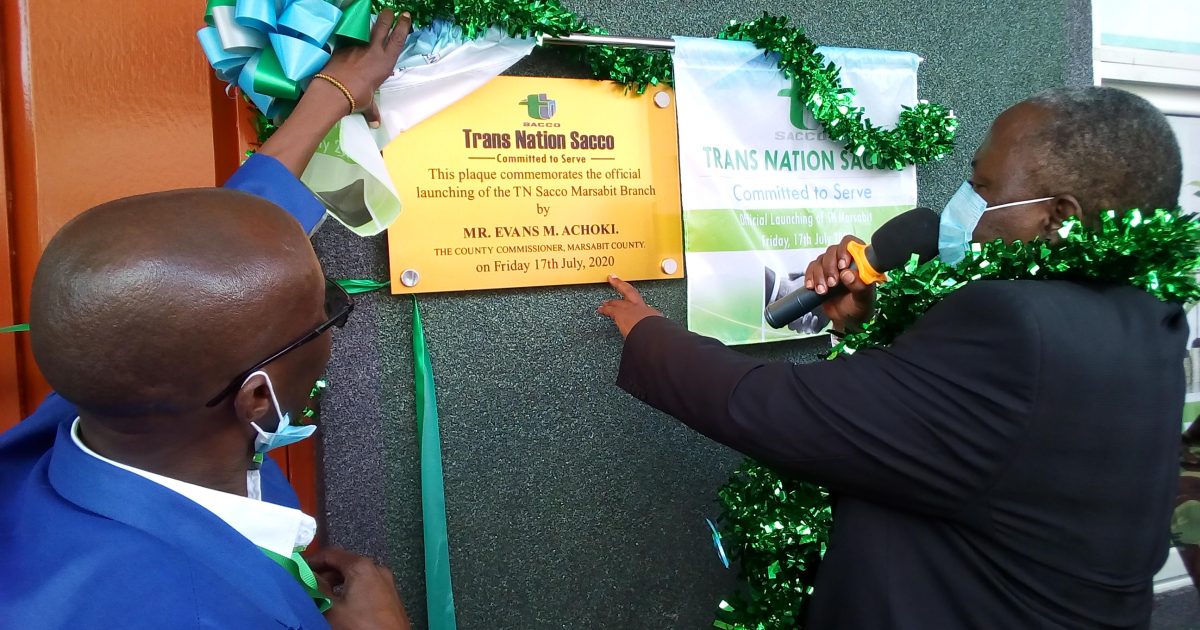 SACCO
Trans Nation Sacco
Committed to Serve
This plaque commemorates the official
launching of the TN Sacco Marsabit Branch
by
MR. EVANS M. ACHOKI.
THE COUNTY COMMISSIONER, MARSABIT COUNTY.
on Friday 17th July, 2020
SACCO
TRANS NATION SACC
Committed to Serve
Official Launching of TN Marsabit
Friday, 17th July